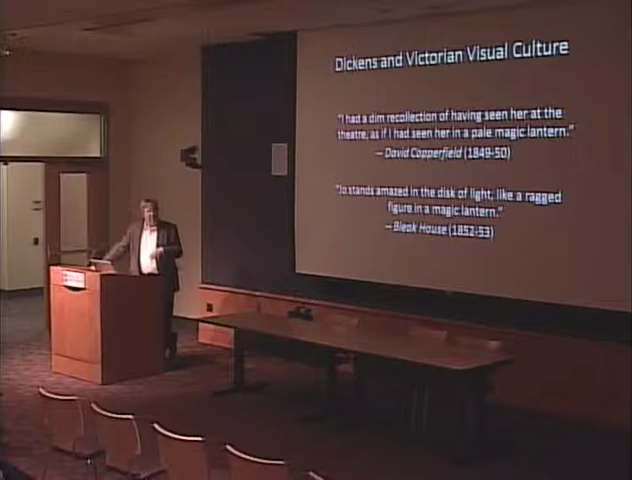 Dickens and Victorian Visual Culture
"I had a dim recollection of having seen her at the
theatre, as if I had seen her in a pale magic lantern."
— David Copperfield (1849-50)
"Jo stands amazed in the disk of light, like a ragged
figure in a magic lantern."
— Bleak House (1852-53)